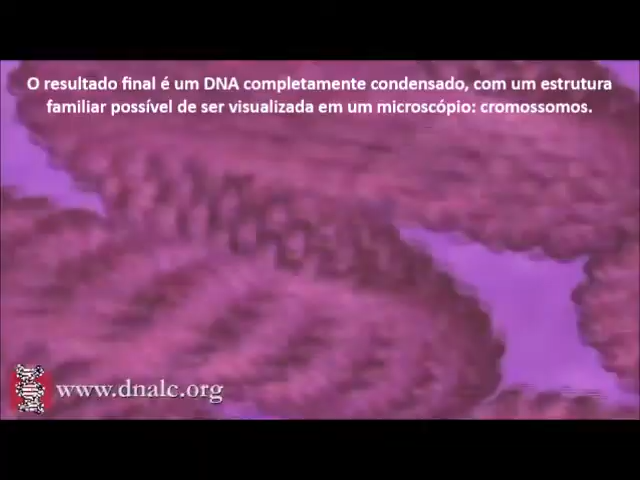 O resultado final é um DNA completamente condensado, com um estrutura
familiar possível de ser visualizada em um microscópio: cromossomos.
www.dnalc.org